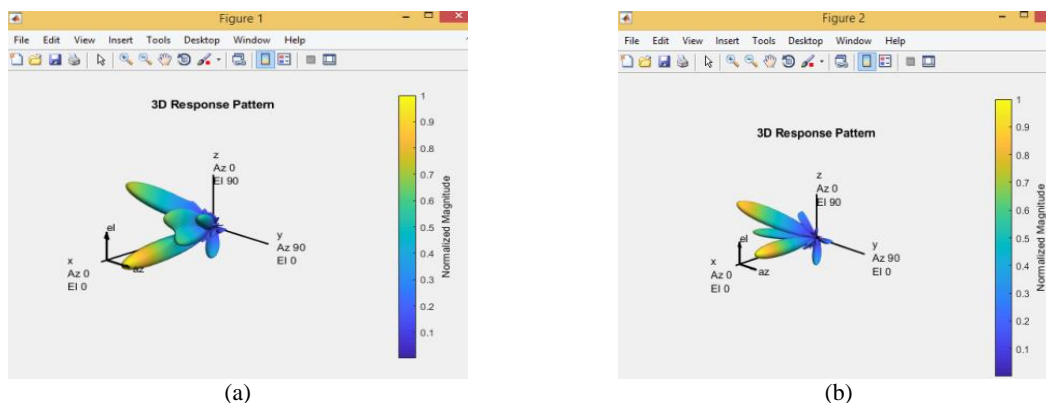 Figure 1
File Edit View Insert Tools Desktop Window Help
3D Response Pattern
z
Az 0
El 90
y
Az 90
El 0
x
Az 0
El 0
el
az
1
0.9
0.8
0.7
0.6
0.5
0.4
0.3
0.2
0.1
Normalized Magnitude
(a)
Figure 2
File Edit View Insert Tools Desktop Window Help
3D Response Pattern
z
Az 0
El 90
y
Az 90
El 0
x
Az 0
El 0
el
az
1
0.9
0.8
0.7
0.6
0.5
0.4
0.3
0.2
0.1
Normalized Magnitude
(b)